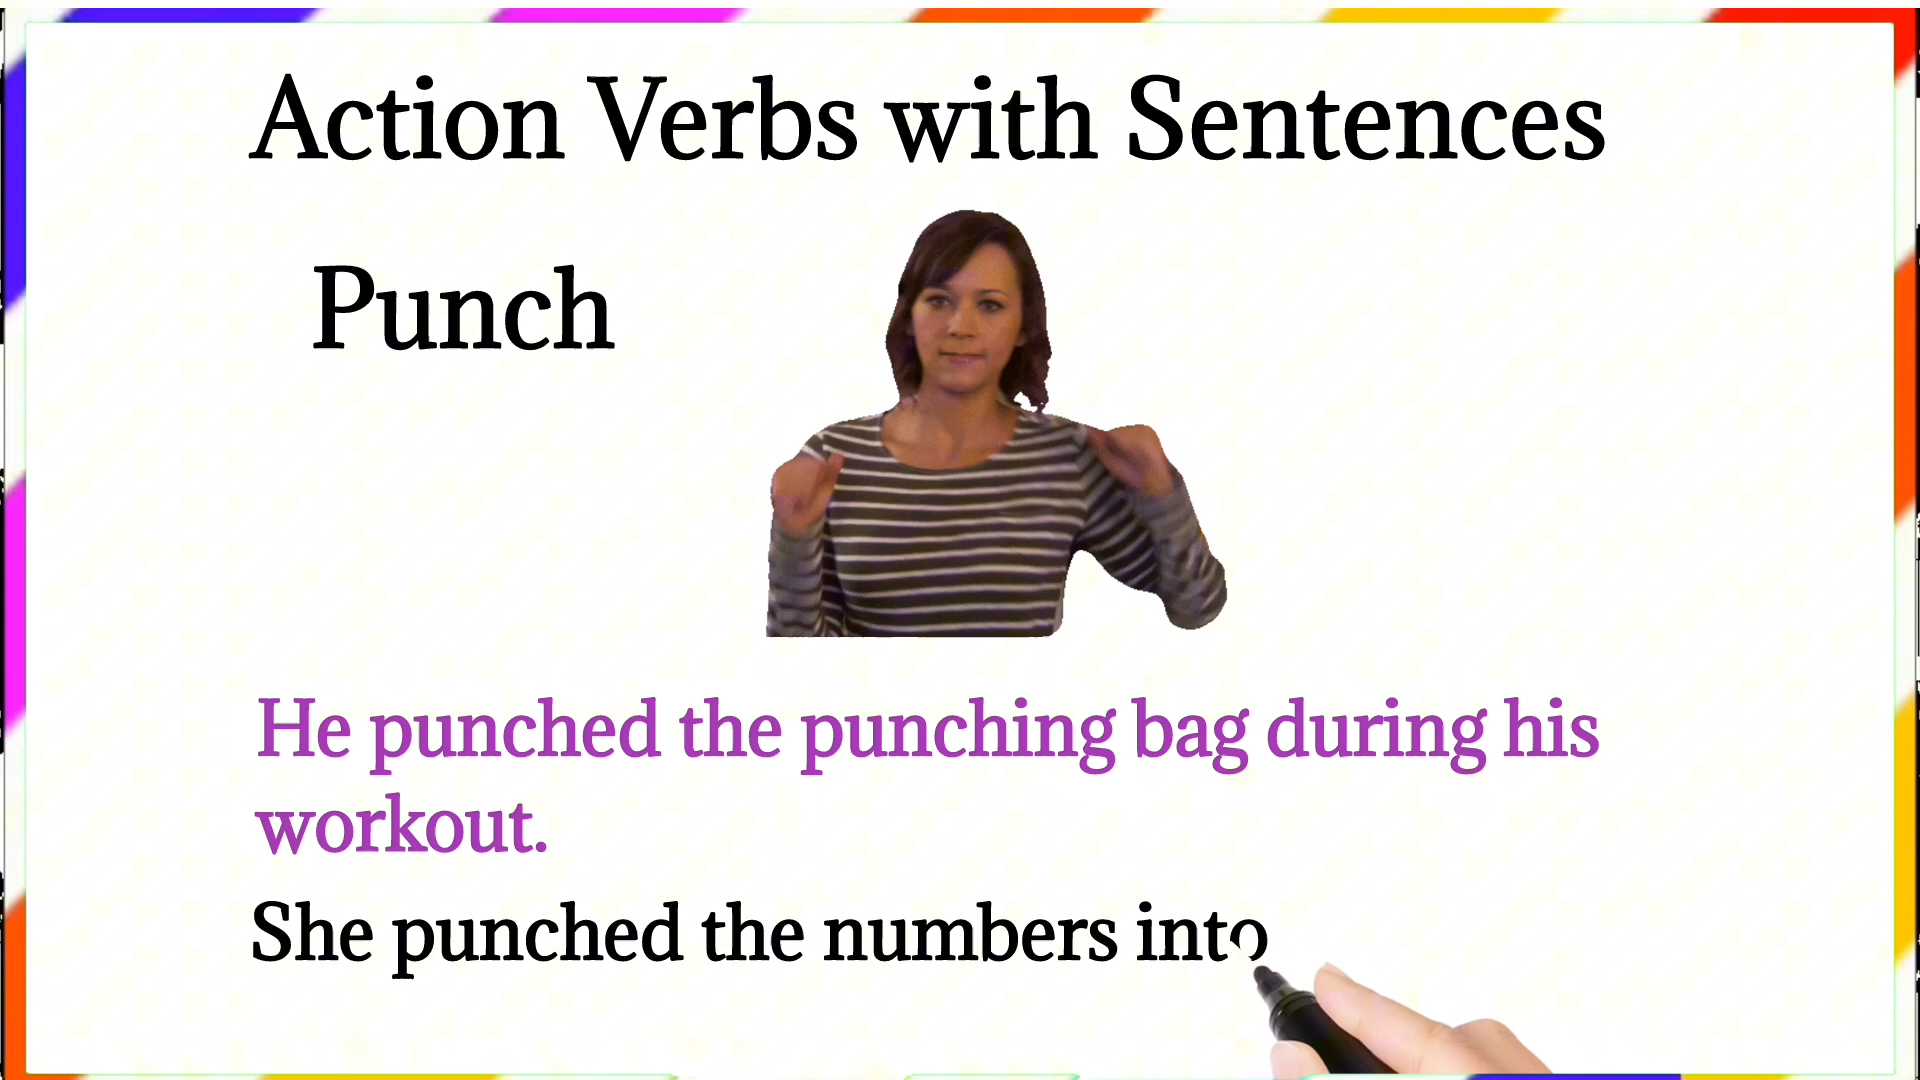 Action Verbs with Sentences
Punch
He punched the punching bag during his
workout.
She punched the numbers into